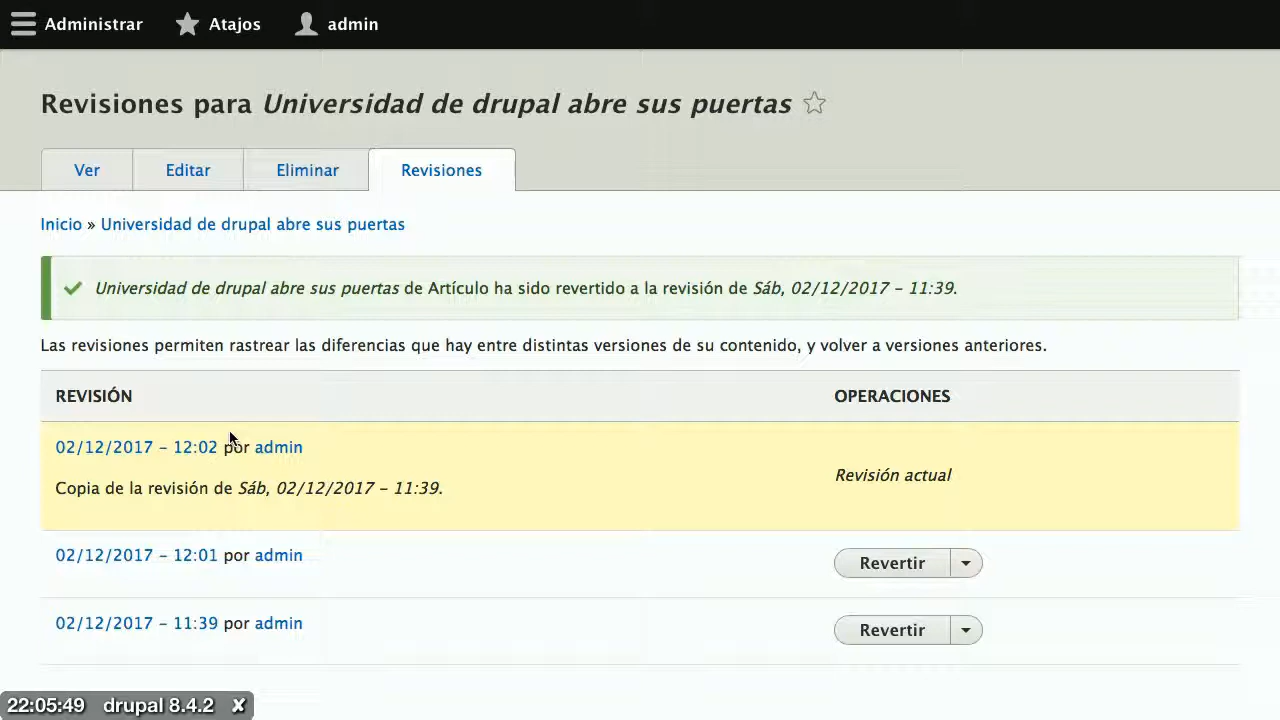 Administrar Atajos admin
Revisiones para Universidad de drupal abre sus puertas
Ver Editar Eliminar Revisiones
Inicio » Universidad de drupal abre sus puertas
Universidad de drupal abre sus puertas de Artículo ha sido revertido a la revisión de Sáb, 02/12/2017 - 11:39.
Las revisiones permiten rastrear las diferencias que hay entre distintas versiones de su contenido, y volver a versiones anteriores.
REVISIÓN OPERACIONES
02/12/2017 - 12:02 por admin
Revisión actual
Copia de la revisión de Sáb, 02/12/2017 - 11:39.
02/12/2017 - 12:01 por admin Revertir
02/12/2017 - 11:39 por admin Revertir
22:05:49 drupal 8.4.2 ✘